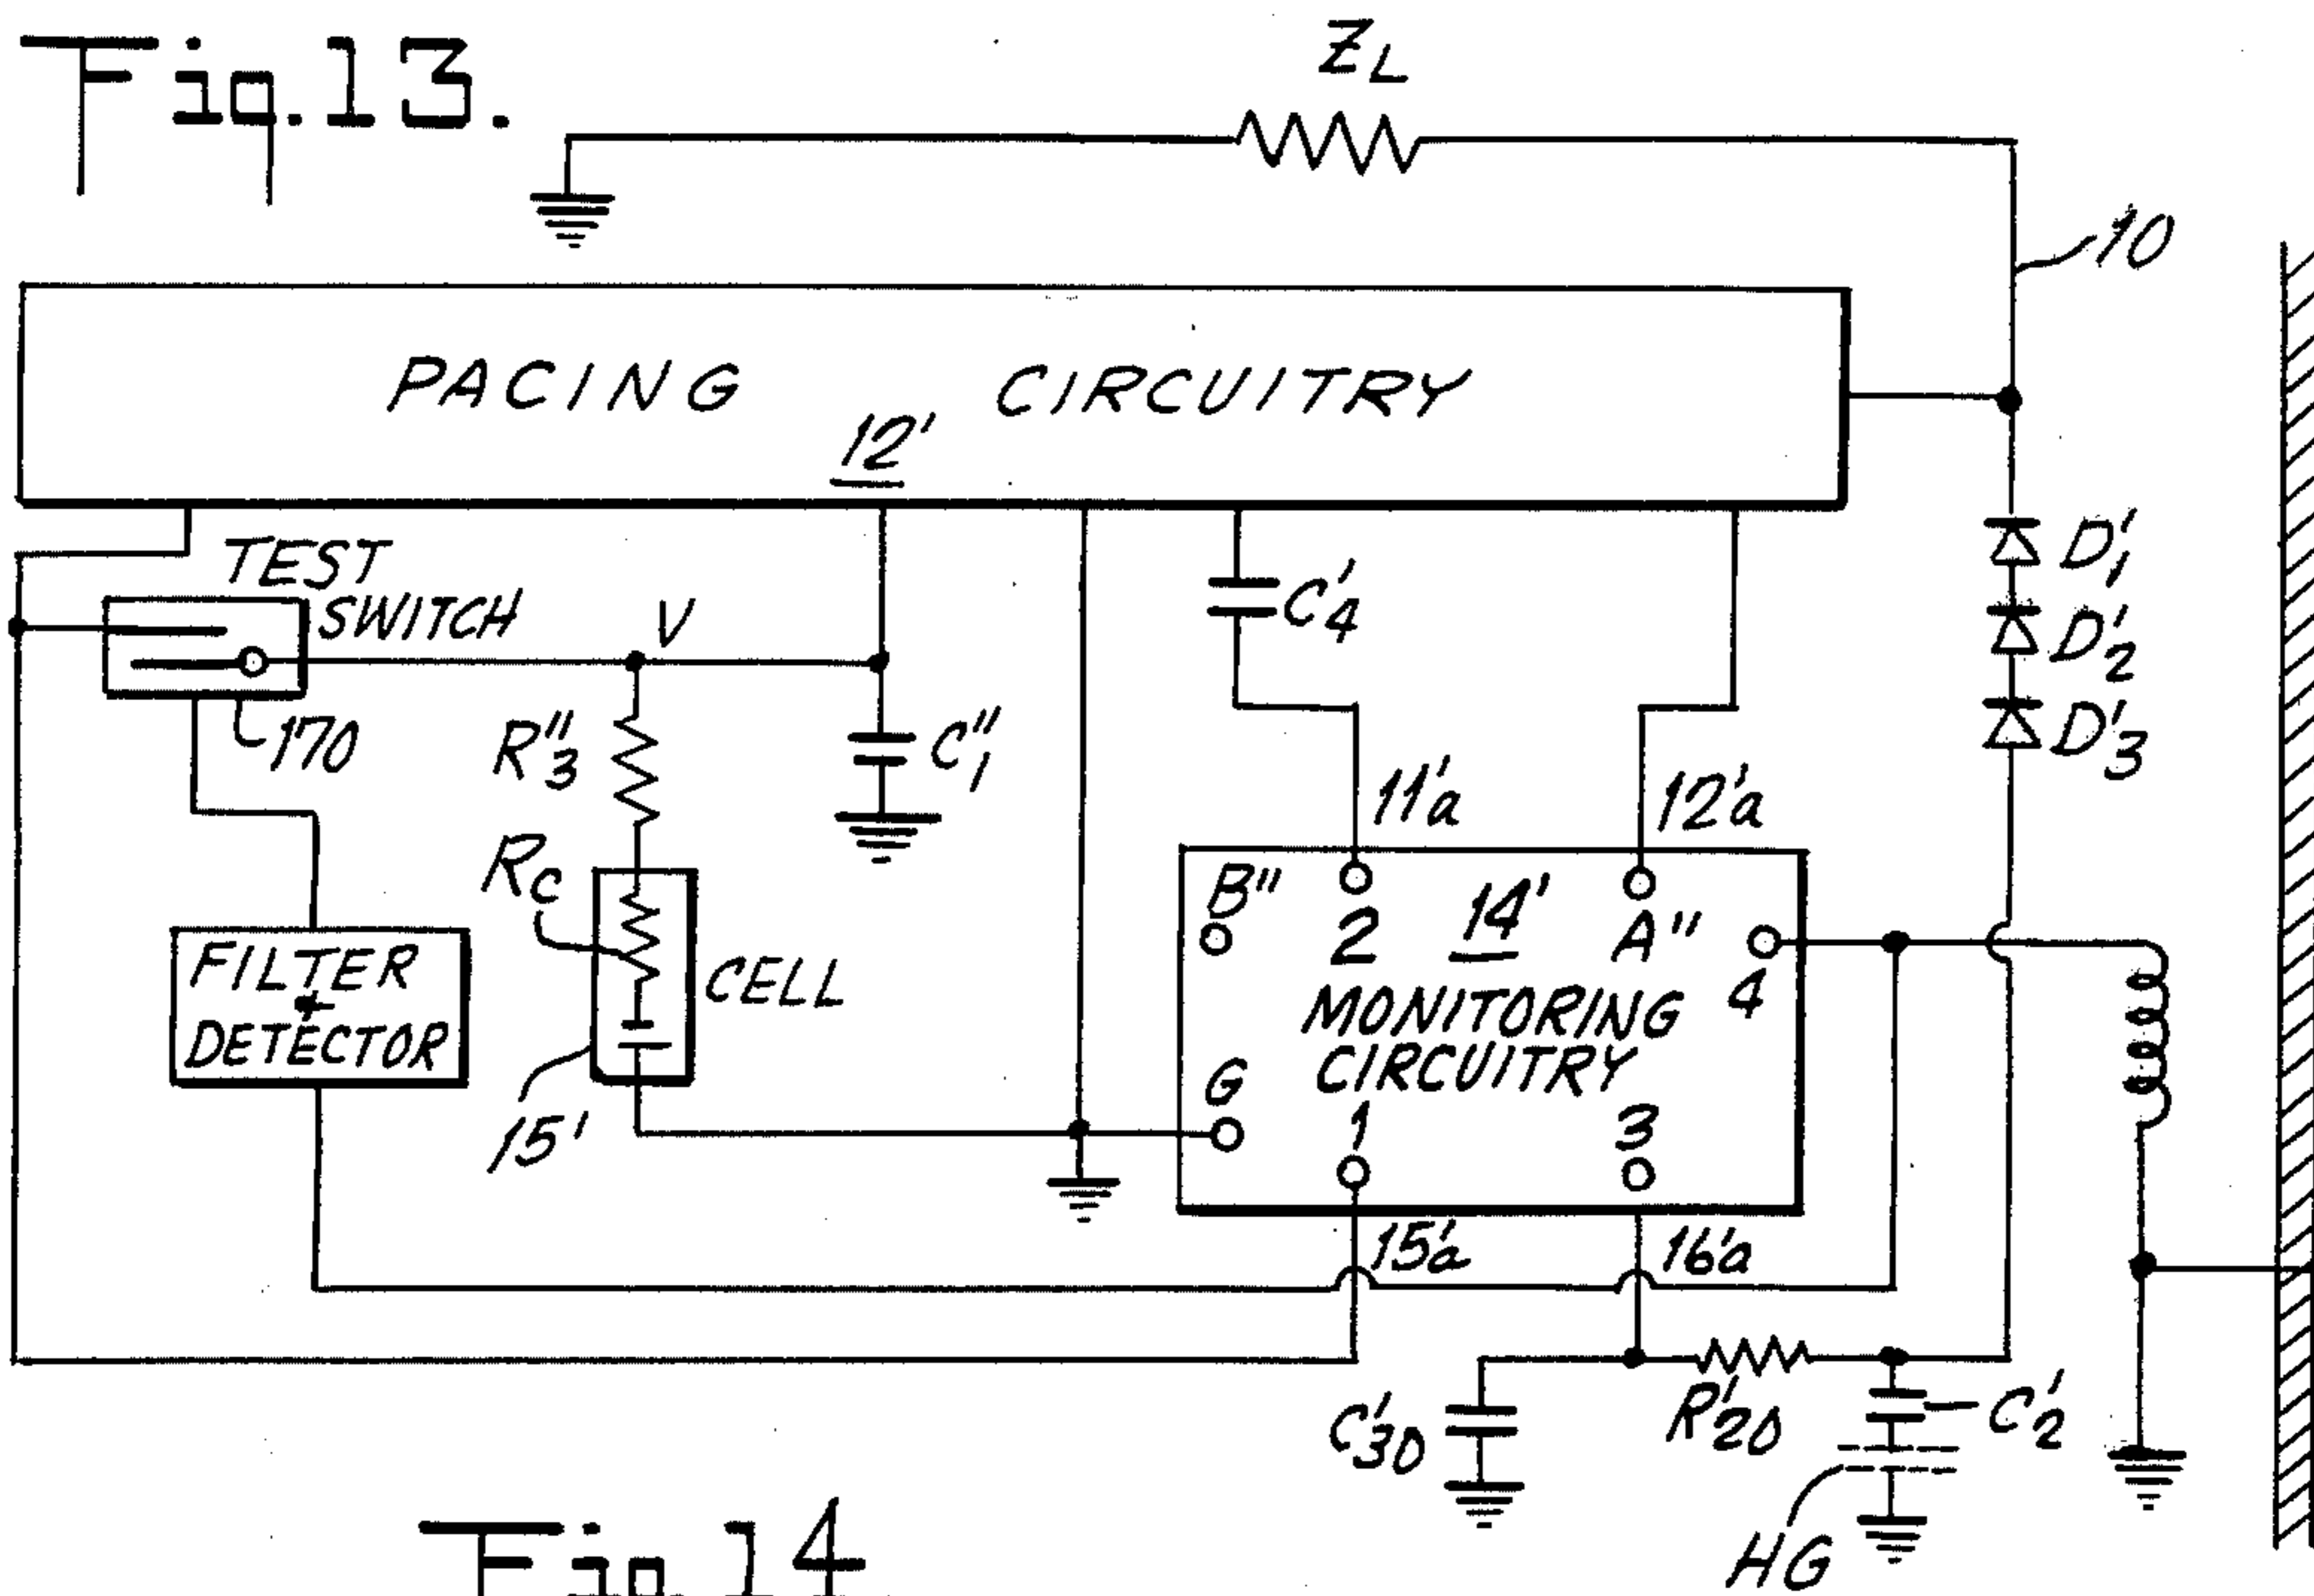 Fig.13.
ZL
10
PACING CIRCUITRY
12'
TEST
SWITCH
V
C'4
D'1
D'2
D'3
170
R"3
C"1
11'a
12'a
RC
B"
2
14'
A"
4
FILTER
+
DETECTOR
CELL
MONITORING
CIRCUITRY
G
1
3
15'
15'a
16'a
C'30
R'20
C'2
HG
Fig.14